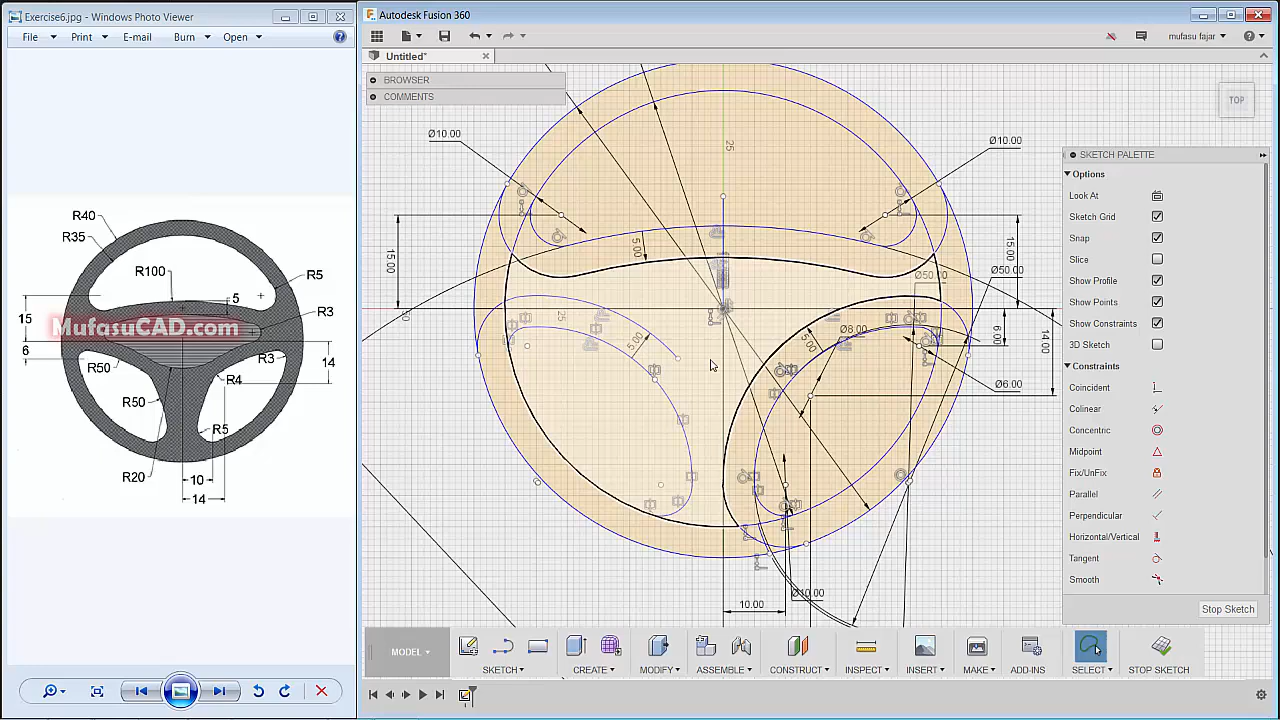 Exercise6.jpg - Windows Photo Viewer
File Print E-mail Burn Open
R40
R35
R100
R5
5
R3
15
MufasuCAD.com
6
R50
R3
14
R4
R50
R5
R20
10
14
Autodesk Fusion 360
mufasu fajar
Untitled*
BROWSER
COMMENTS
TOP
Ø10.00
Ø10.00
25
5.00
15.00
15.00
Ø50.00
Ø50.00
25
5.00
Ø8.00
5.00
6.00
14.00
Ø6.00
Ø10.00
10.00
SKETCH PALETTE
Options
Look At
Sketch Grid
Snap
Slice
Show Profile
Show Points
Show Constraints
3D Sketch
Constraints
Coincident
Colinear
Concentric
Midpoint
Fix/UnFix
Parallel
Perpendicular
Horizontal/Vertical
Tangent
Smooth
Stop Sketch
MODEL
SKETCH CREATE MODIFY ASSEMBLE CONSTRUCT INSPECT INSERT MAKE ADD-INS SELECT STOP SKETCH